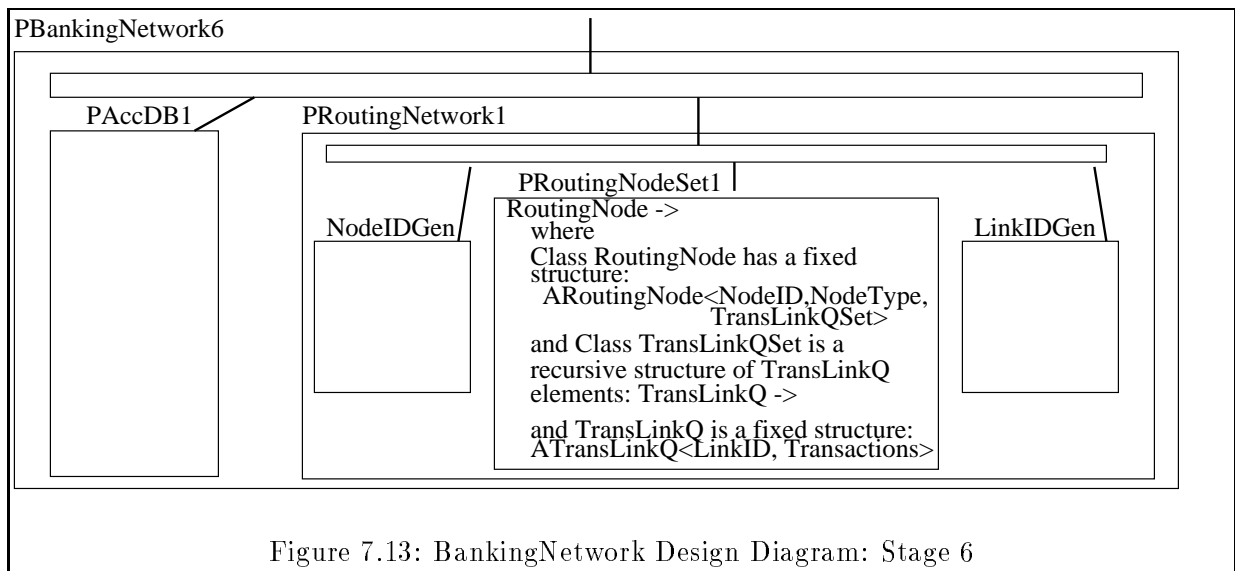 PBankingNetwork6
PAccDB1
PRoutingNetwork1
PRoutingNodeSet1
NodeIDGen
RoutingNode ->
where
Class RoutingNode has a fixed
structure:
ARoutingNode<NodeID,NodeType,
TransLinkQSet>
and Class TransLinkQSet is a
recursive structure of TransLinkQ
elements: TransLinkQ ->
and TransLinkQ is a fixed structure:
ATransLinkQ<LinkID, Transactions>
LinkIDGen
Figure 7.13: BankingNetwork Design Diagram: Stage 6